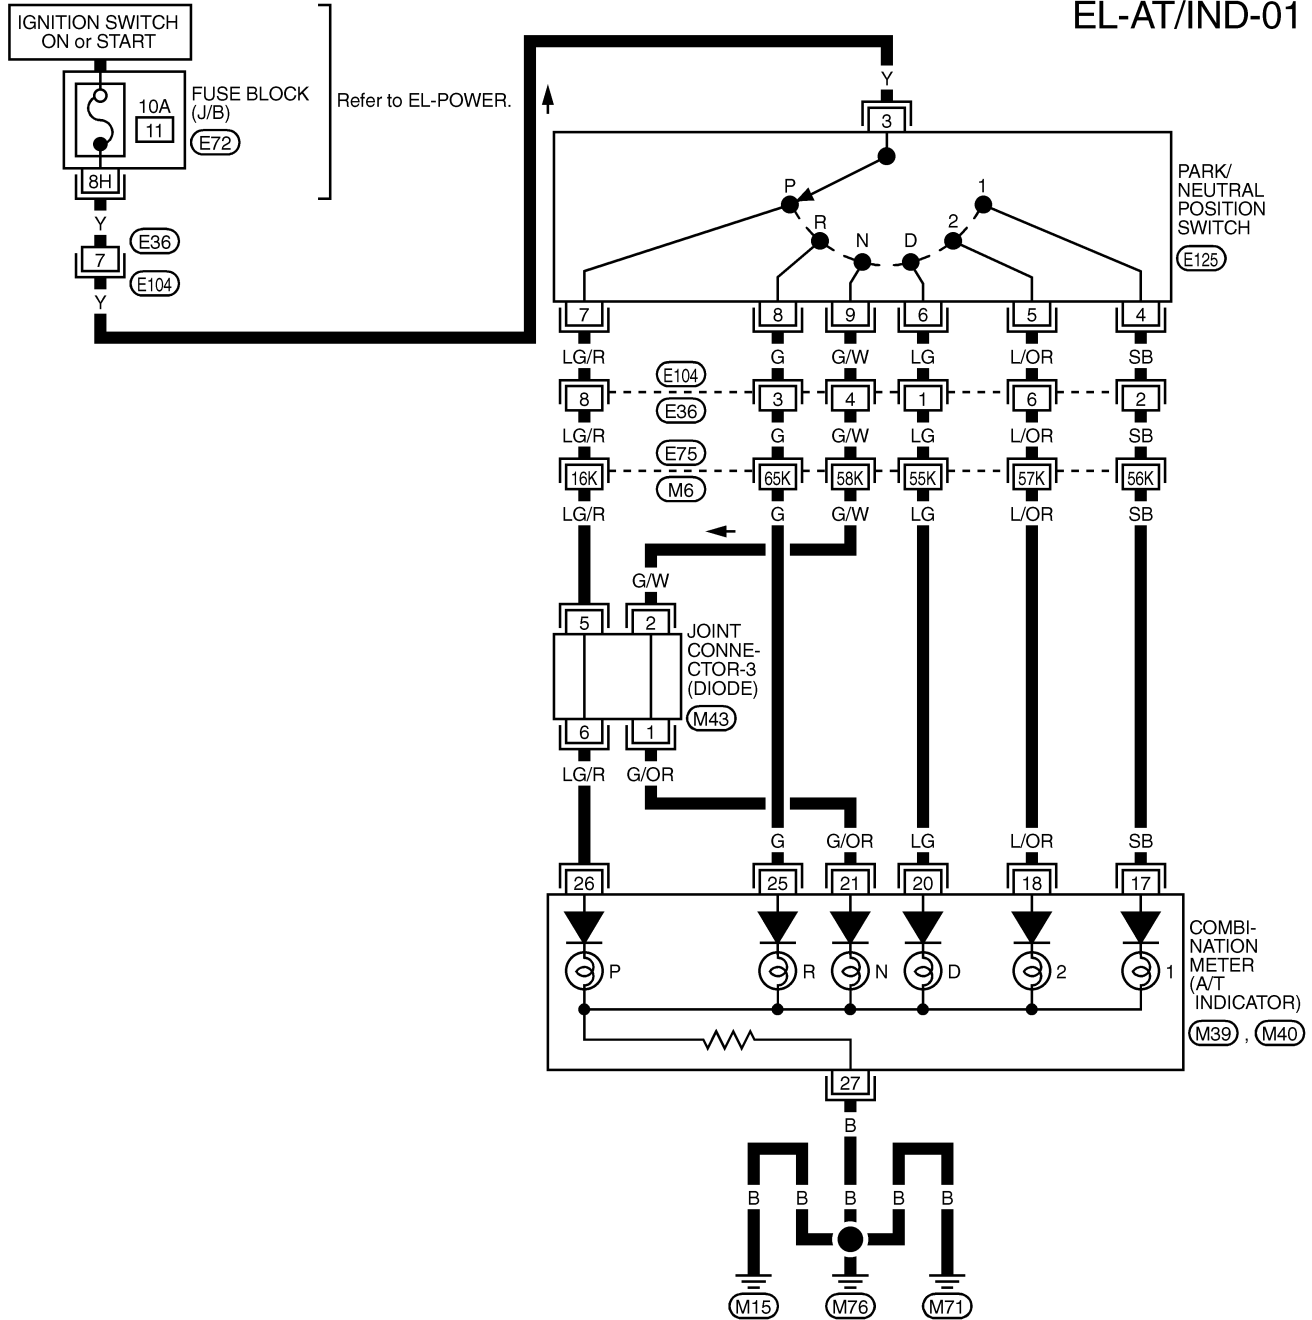 EL-AT/IND-01
IGNITION SWITCH
ON or START
FUSE BLOCK
(J/B)
10A
11
E72
Refer to EL-POWER.
8H
Y
E36
7
E104
Y
Y
3
PARK/
NEUTRAL
POSITION
SWITCH
E125
P
R
N
D
2
1
7 8 9 6 5 4
LG/R G G/W LG L/OR SB
E104
8 3 4 1 6 2
E36
LG/R G G/W LG L/OR SB
E75
16K 65K 58K 55K 57K 56K
M6
LG/R G G/W LG L/OR SB
G/W
5 2
JOINT
CONNE-
CTOR-3
(DIODE)
M43
6 1
LG/R G/OR
G G/OR LG L/OR SB
26 25 21 20 18 17
COMBI-
NATION
METER
(A/T
INDICATOR)
M39 , M40
P R N D 2 1
27
B
B B B B B
M15 M76 M71